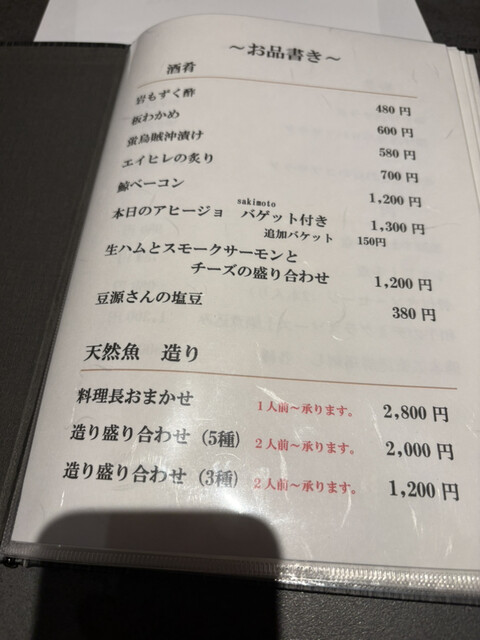 ～お品書き～
酒肴
岩もずく酢 480円
板わかめ 600円
蛍烏賊沖漬け 580円
エイヒレの炙り 700円
鯨ベーコン 1,200円
sakimoto
本日のアヒージョ バゲット付き 1,300円
追加バケット 150円
生ハムとスモークサーモンと
チーズの盛り合わせ 1,200円
豆源さんの塩豆 380円
天然魚 造り
料理長おまかせ 1人前～承ります。 2,800円
造り盛り合わせ（5種） 2人前～承ります。 2,000円
造り盛り合わせ（3種） 2人前～承ります。 1,200円